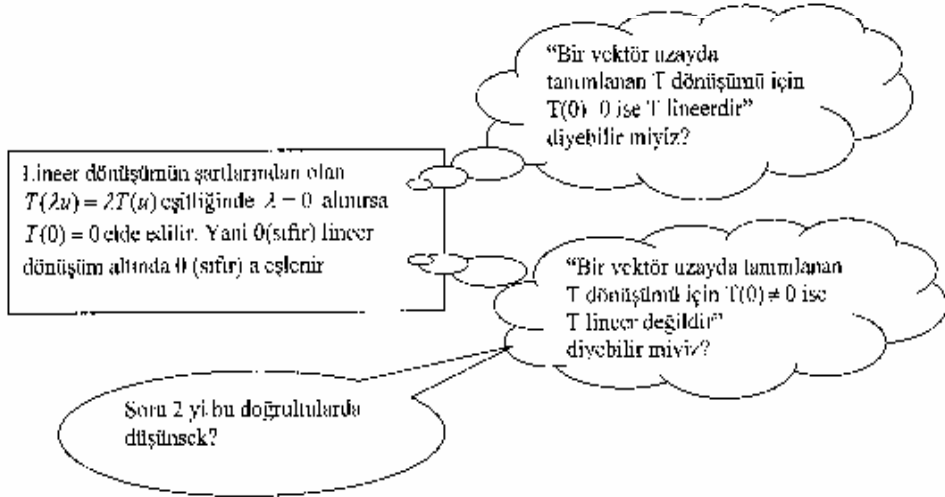 "Bir vektör uzayda
tanımlanan T dönüşümü için
T(0) 0 ise T lineerdir"
diyebilir miyiz?
Lineer dönüşümün şartlarından olan
T(λu) = λT(u) eşitliğinde λ = 0 alınırsa
T(0) = 0 elde edilir. Yani 0(sıfır) lineer
dönüşüm altında 0 (sıfır) a eşlenir
"Bir vektör uzayda tanımlanan
T dönüşümü için T(0) ≠ 0 ise
T lineer değildir"
diyebilir miyiz?
Soru 2 yi bu doğrultularda
düşünsek?